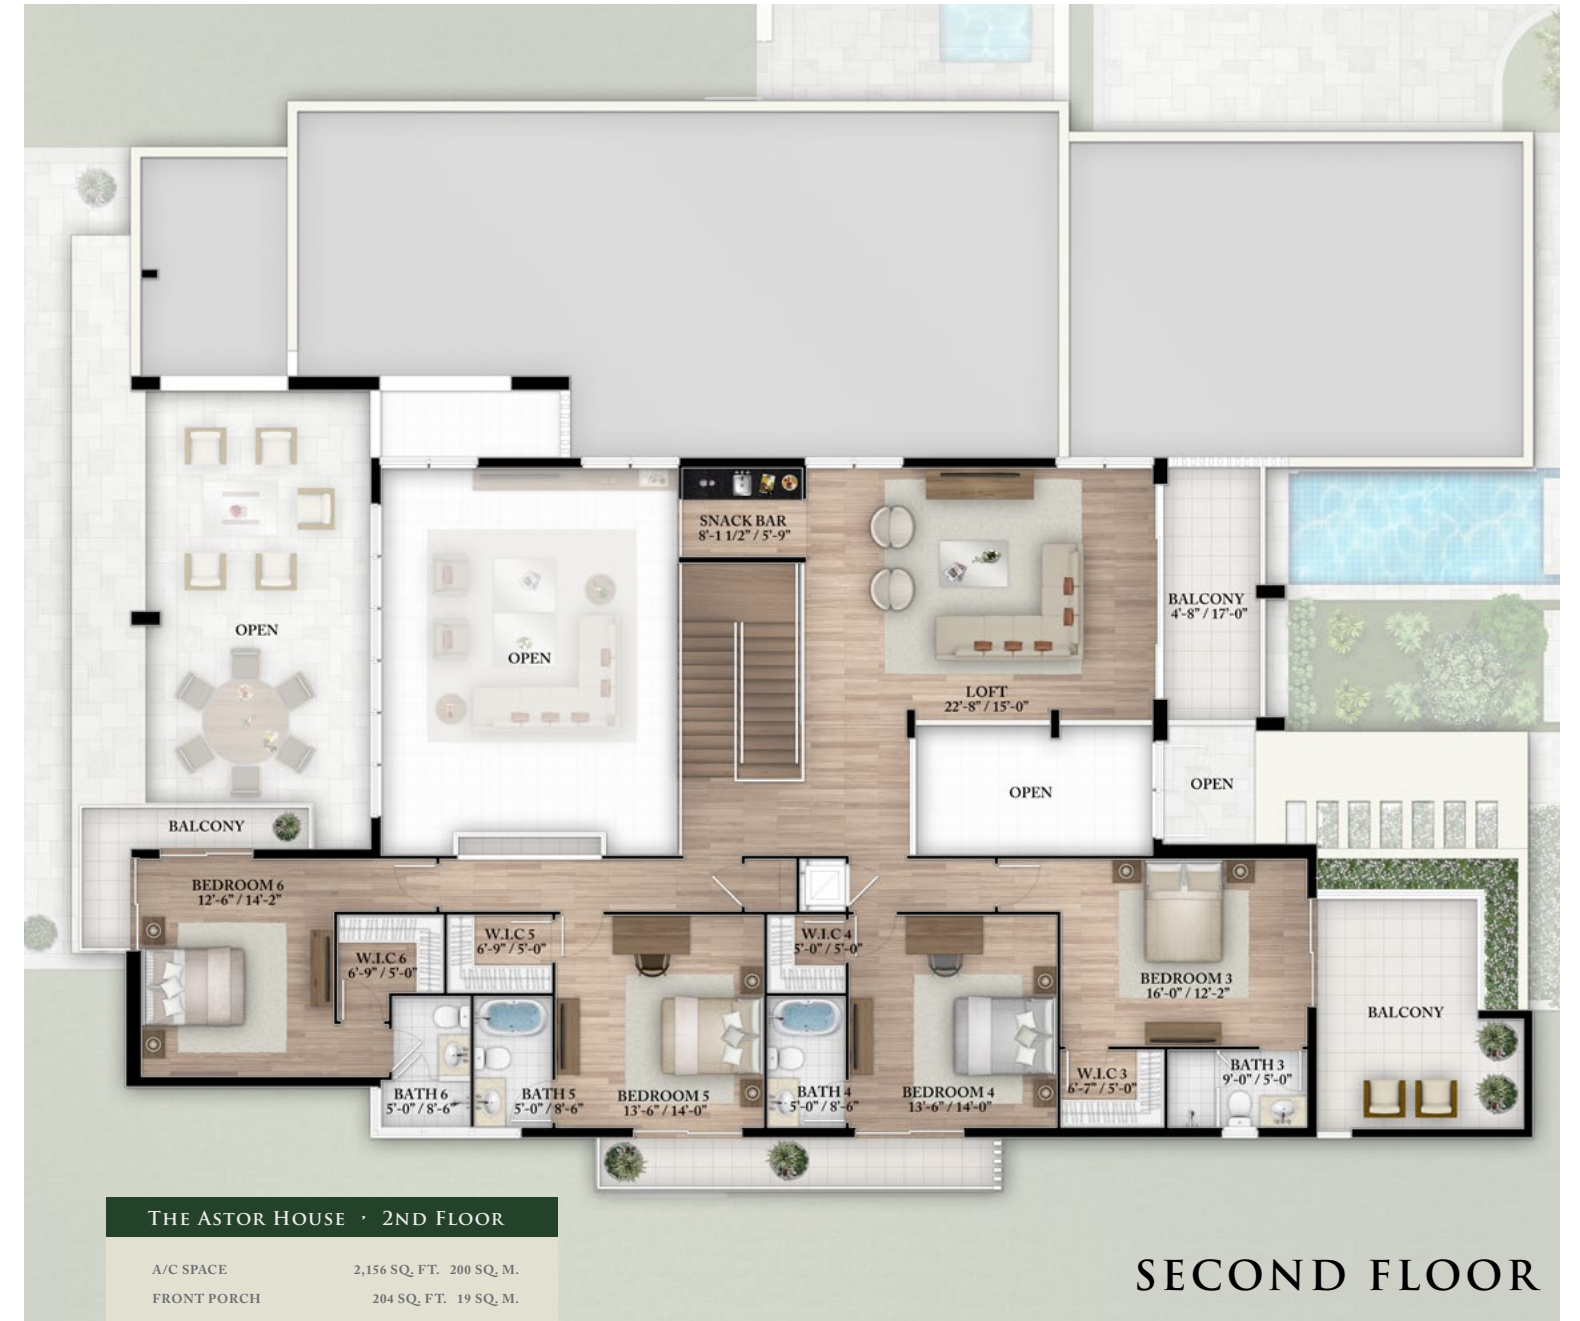 SNACK BAR
8'-1 1/2" / 5'-9"
OPEN
OPEN
BALCONY
4'-8" / 17'-0"
LOFT
22'-8" / 15'-0"
OPEN
OPEN
BALCONY
BEDROOM 6
12'-6" / 14'-2"
W.I.C 6
6'-9" / 5'-0"
W.I.C 5
6'-9" / 5'-0"
W.I.C 4
5'-0" / 5'-0"
BEDROOM 3
16'-0" / 12'-2"
BALCONY
BATH 6
5'-0" / 8'-6"
BATH 5
5'-0" / 8'-6"
BEDROOM 5
13'-6" / 14'-0"
BATH 4
5'-0" / 8'-6"
BEDROOM 4
13'-6" / 14'-0"
W.I.C 3
6'-7" / 5'-0"
BATH 3
9'-0" / 5'-0"
THE ASTOR HOUSE · 2ND FLOOR
A/C SPACE 2,156 SQ. FT. 200 SQ. M.
FRONT PORCH 204 SQ. FT. 19 SQ. M.
SECOND FLOOR